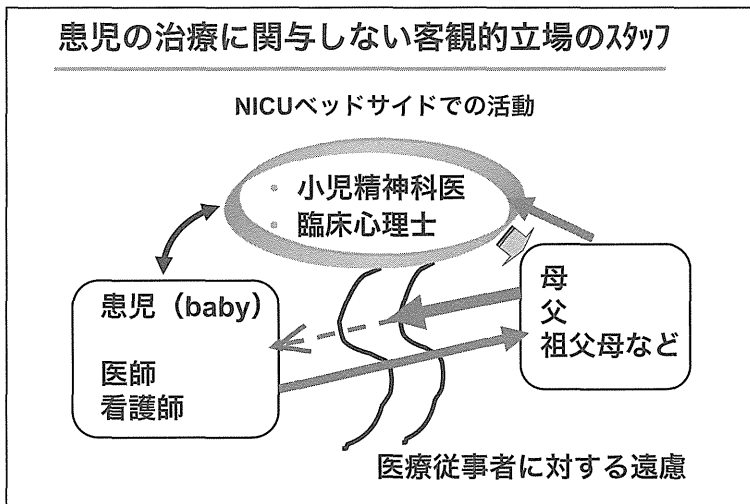 患児の治療に関与しない客観的立場のｽﾀｯﾌ
NICUベッドサイドでの活動
• 小児精神科医
• 臨床心理士
患児（baby）
医師
看護師
母
父
祖父母など
医療従事者に対する遠慮